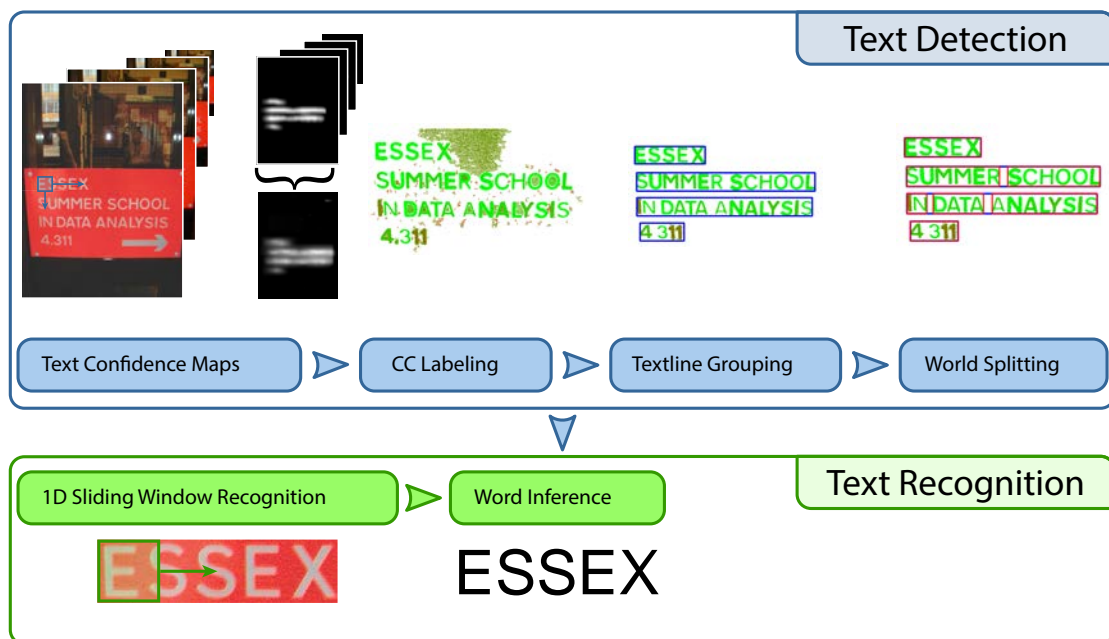 Text Detection
ESSEX
SUMMER SCHOOL
IN DATA ANALYSIS
4.311
ESSEX
SUMMER SCHOOL
IN DATA ANALYSIS
4.311
ESSEX
SUMMER SCHOOL
IN DATA ANALYSIS
4 311
ESSEX
SUMMER SCHOOL
IN DATA ANALYSIS
4 311
Text Confidence Maps
CC Labeling
Textline Grouping
World Splitting
Text Recognition
1D Sliding Window Recognition
Word Inference
ESSEX
ESSEX